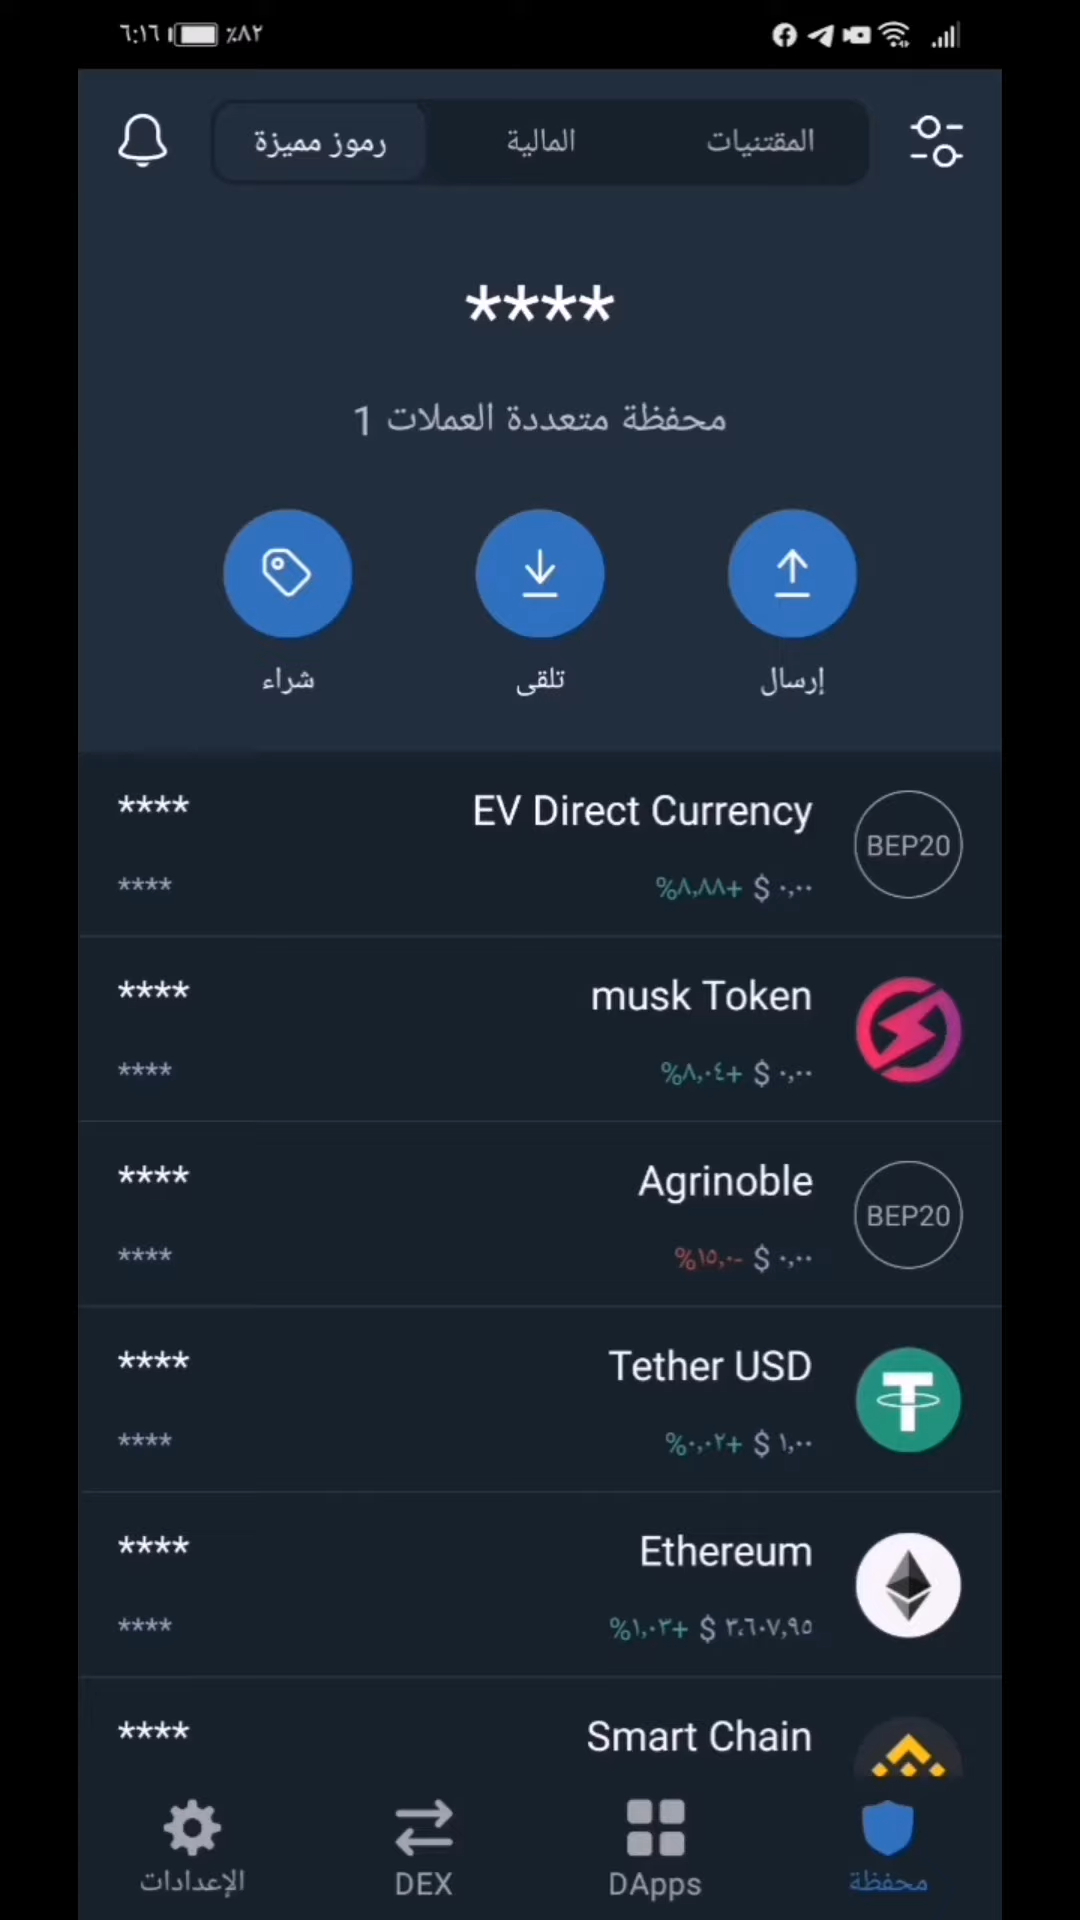 ٦:١٦ ٪٨٢
رموز مميزة المالية المقتنيات
****
محفظة متعددة العملات 1
شراء تلقى إرسال
**** EV Direct Currency BEP20
**** %٨,٨٨+ $ ٠,٠٠
**** musk Token
**** %٨,٠٤+ $ ٠,٠٠
**** Agrinoble BEP20
**** %١٥,٠- $ ٠,٠٠
**** Tether USD
**** %٠,٠٢+ $ ١,٠٠
**** Ethereum
**** %١,٠٣+ $ ٣،٦٠٧,٩٥
**** Smart Chain
الإعدادات DEX DApps محفظة